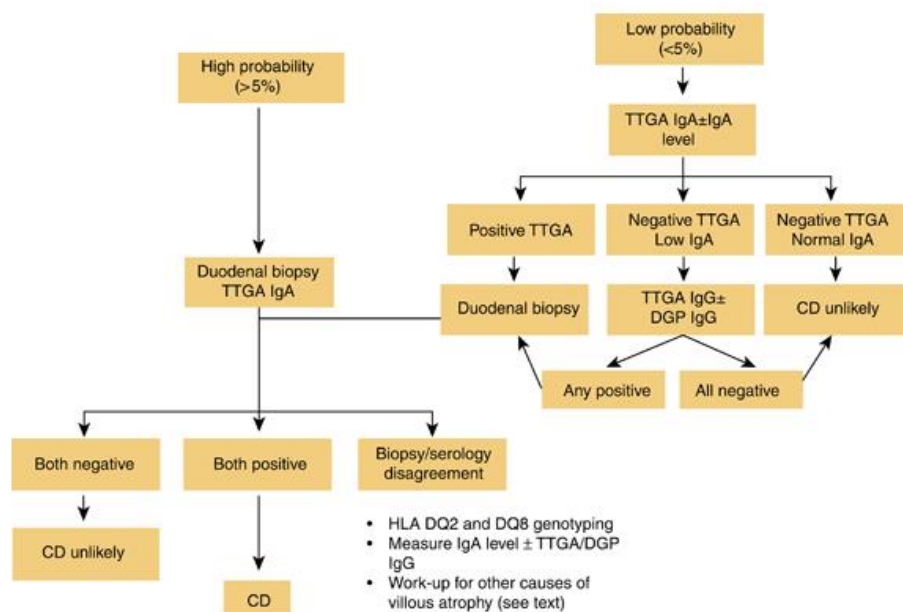 Low probability
(<5%)
High probability
(>5%)
TTGA IgA±IgA
level
Positive TTGA
Negative TTGA
Low IgA
Negative TTGA
Normal IgA
Duodenal biopsy
TTGA IgA
Duodenal biopsy
TTGA IgG±
DGP IgG
CD unlikely
Any positive
All negative
Both negative
Both positive
Biopsy/serology
disagreement
CD unlikely
CD
• HLA DQ2 and DQ8 genotyping
• Measure IgA level ± TTGA/DGP
IgG
• Work-up for other causes of
villous atrophy (see text)